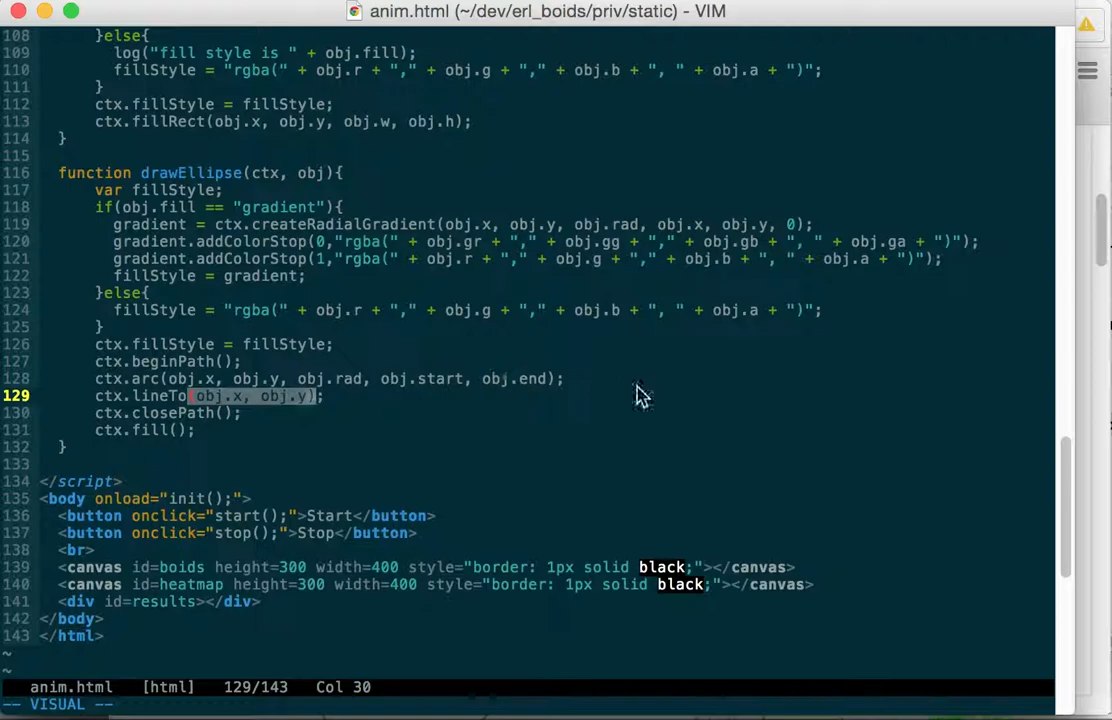 anim.html (~/dev/erl_boids/priv/static) - VIM
108 }else{
109 log("fill style is " + obj.fill);
110 fillStyle = "rgba(" + obj.r + "," + obj.g + "," + obj.b + ", " + obj.a + ")";
111 }
112 ctx.fillStyle = fillStyle;
113 ctx.fillRect(obj.x, obj.y, obj.w, obj.h);
114 }
115
116 function drawEllipse(ctx, obj){
117 var fillStyle;
118 if(obj.fill == "gradient"){
119 gradient = ctx.createRadialGradient(obj.x, obj.y, obj.rad, obj.x, obj.y, 0);
120 gradient.addColorStop(0,"rgba(" + obj.gr + "," + obj.gg + "," + obj.gb + ", " + obj.ga + ")");
121 gradient.addColorStop(1,"rgba(" + obj.r + "," + obj.g + "," + obj.b + ", " + obj.a + ")");
122 fillStyle = gradient;
123 }else{
124 fillStyle = "rgba(" + obj.r + "," + obj.g + "," + obj.b + ", " + obj.a + ")";
125 }
126 ctx.fillStyle = fillStyle;
127 ctx.beginPath();
128 ctx.arc(obj.x, obj.y, obj.rad, obj.start, obj.end);
129 ctx.lineTo(obj.x, obj.y);
130 ctx.closePath();
131 ctx.fill();
132 }
133
134 </script>
135 <body onload="init();">
136 <button onclick="start();">Start</button>
137 <button onclick="stop();">Stop</button>
138 <br>
139 <canvas id=boids height=300 width=400 style="border: 1px solid black;"></canvas>
140 <canvas id=heatmap height=300 width=400 style="border: 1px solid black;"></canvas>
141 <div id=results></div>
142 </body>
143 </html>
~
~
anim.html [html] 129/143 Col 30
-- VISUAL --